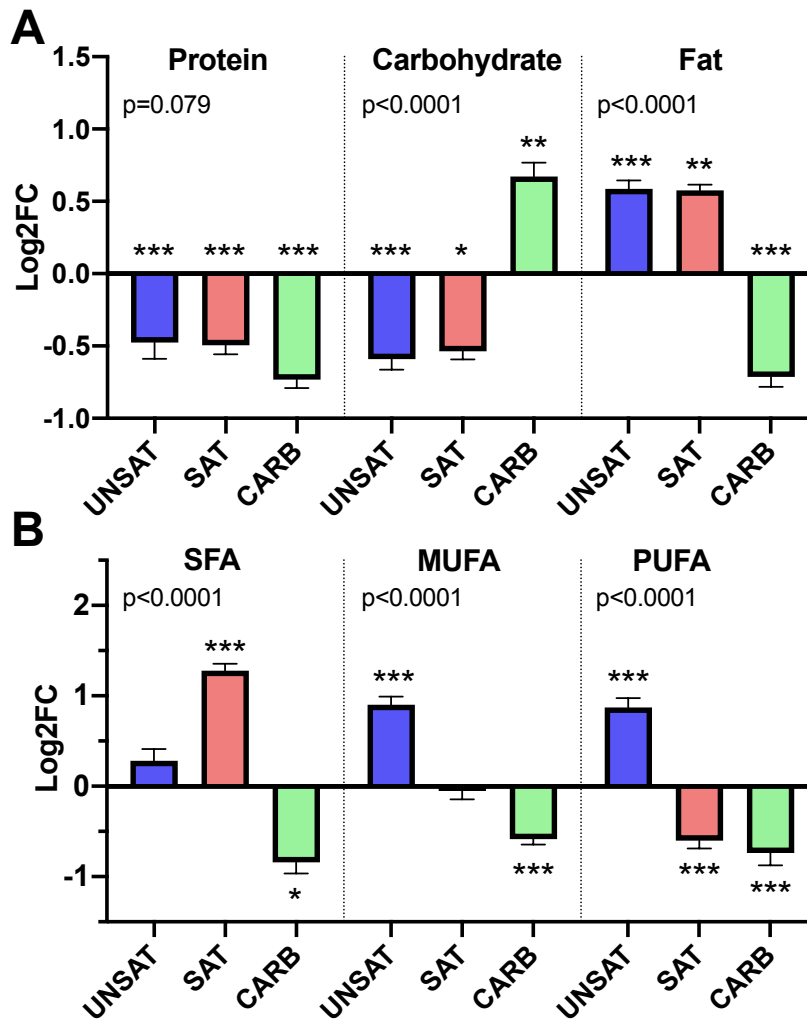 A
Protein Carbohydrate Fat
p=0.079 p<0.0001 p<0.0001
1.5
1.0
0.5
0.0
-0.5
-1.0
Log2FC
*** *** *** *** * ** *** ** ***
UNSAT SAT CARB UNSAT SAT CARB UNSAT SAT CARB
B
SFA MUFA PUFA
p<0.0001 p<0.0001 p<0.0001
2
1
0
-1
Log2FC
*** * *** *** *** *** ***
UNSAT SAT CARB UNSAT SAT CARB UNSAT SAT CARB